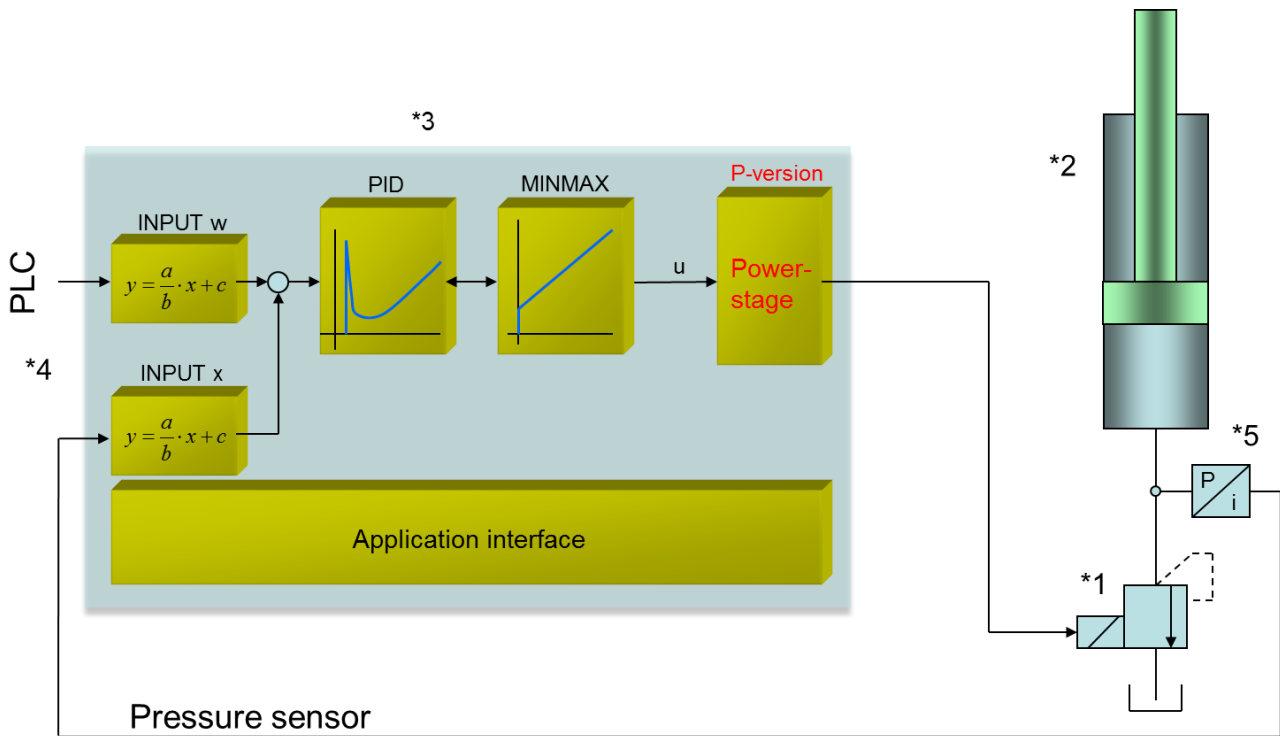 *3
*2
P-version
PID
MINMAX
INPUT w
PLC
y = a/b · x + c
u
Power-
stage
*4
INPUT x
y = a/b · x + c
*5
P
i
Application interface
*1
Pressure sensor